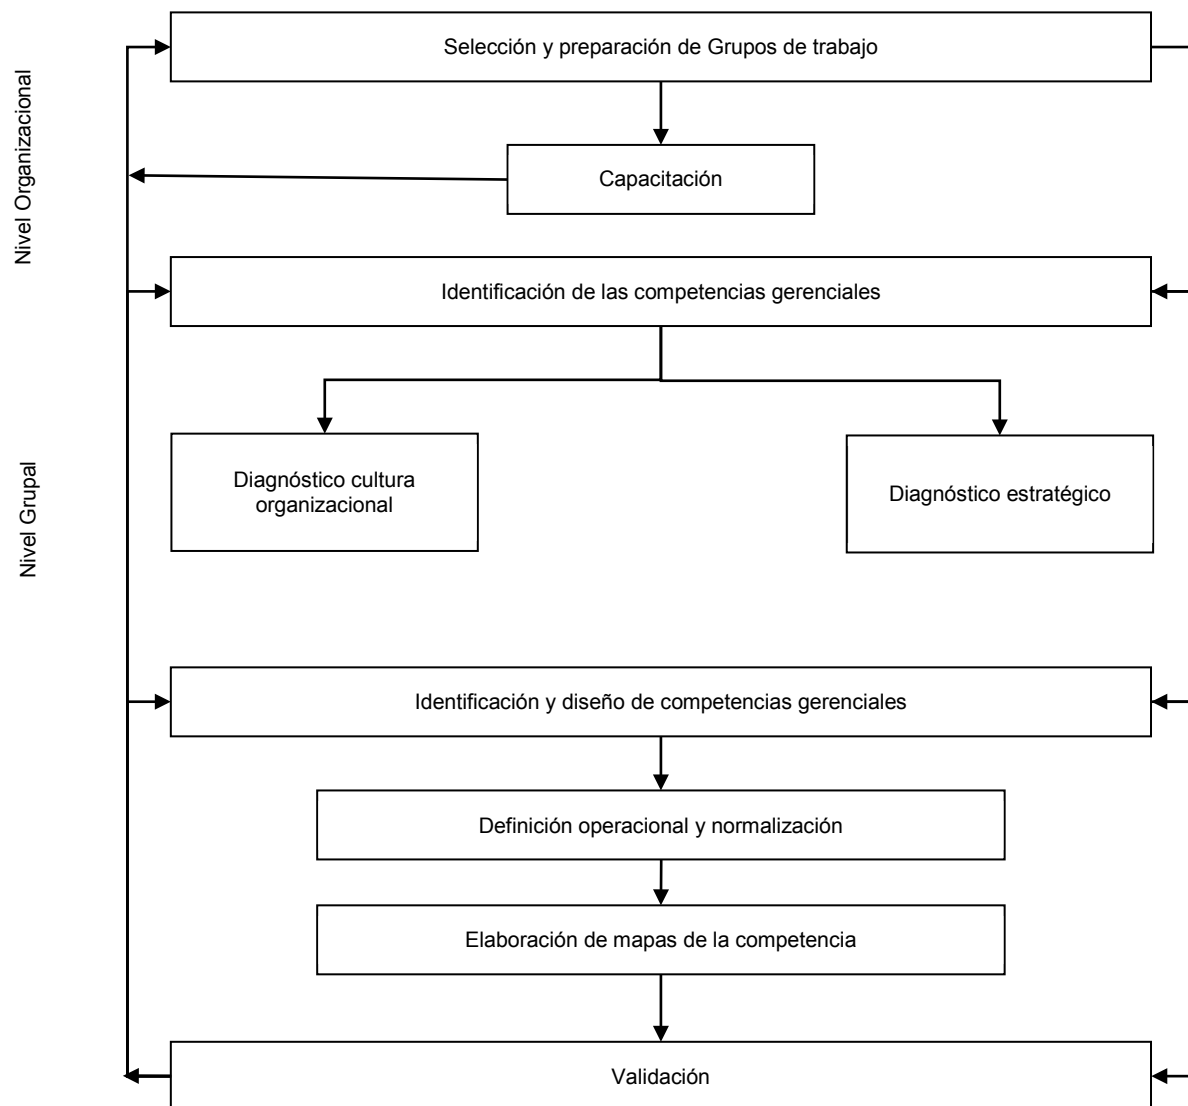 Selección y preparación de Grupos de trabajo
Nivel Organizacional
Capacitación
Identificación de las competencias gerenciales
Nivel Grupal
Diagnóstico cultura
organizacional
Diagnóstico estratégico
Identificación y diseño de competencias gerenciales
Definición operacional y normalización
Elaboración de mapas de la competencia
Validación